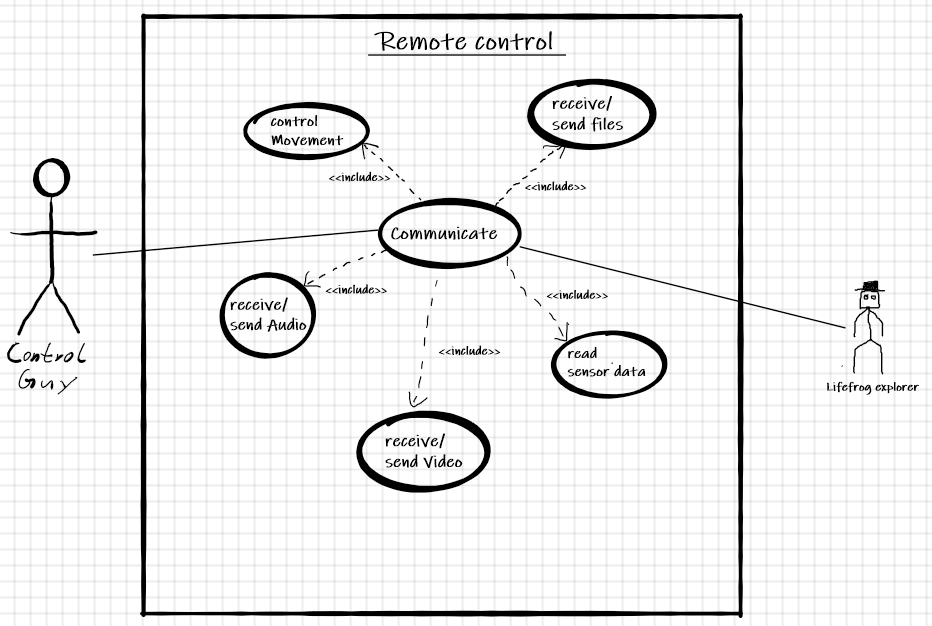 Remote control
control
Movement
receive/
send files
<<include>>
<<include>>
Communicate
receive/
send Audio
<<include>>
<<include>>
<<include>>
read
sensor data
receive/
send Video
Control
Guy
Lifefrog explorer